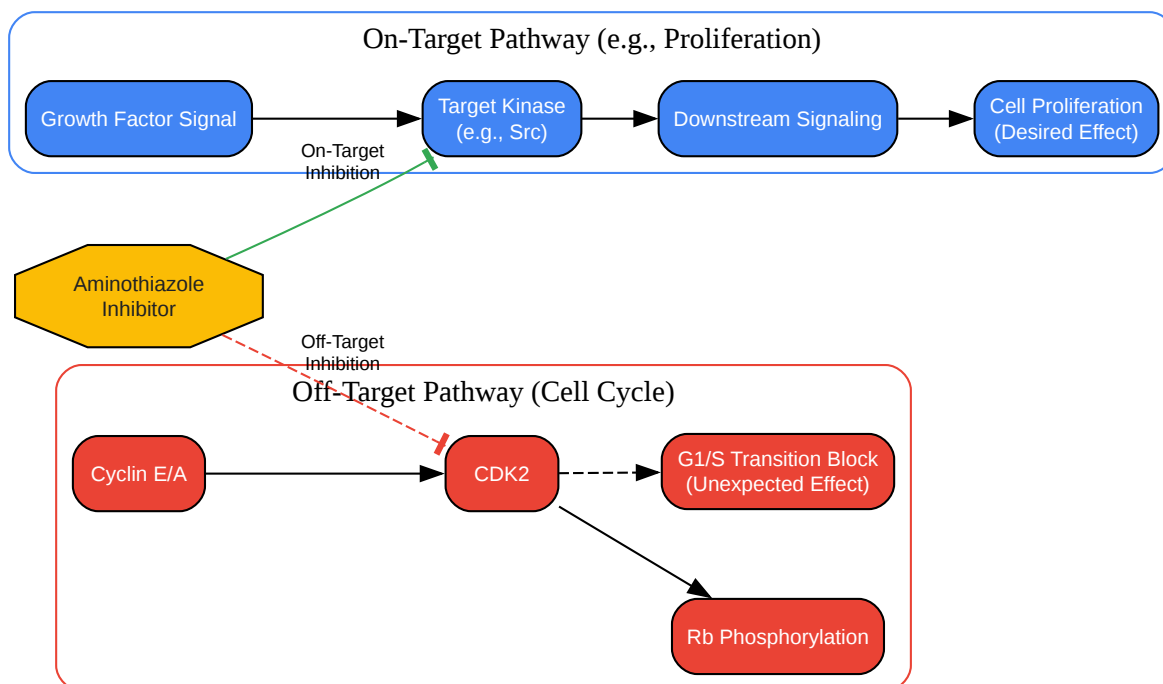 On-Target Pathway (e.g., Proliferation)
Growth Factor Signal
Target Kinase
(e.g., Src)
Downstream Signaling
Cell Proliferation
(Desired Effect)
On-Target
Inhibition
Aminothiazole
Inhibitor
Off-Target
Inhibition
Off-Target Pathway (Cell Cycle)
Cyclin E/A
CDK2
G1/S Transition Block
(Unexpected Effect)
Rb Phosphorylation